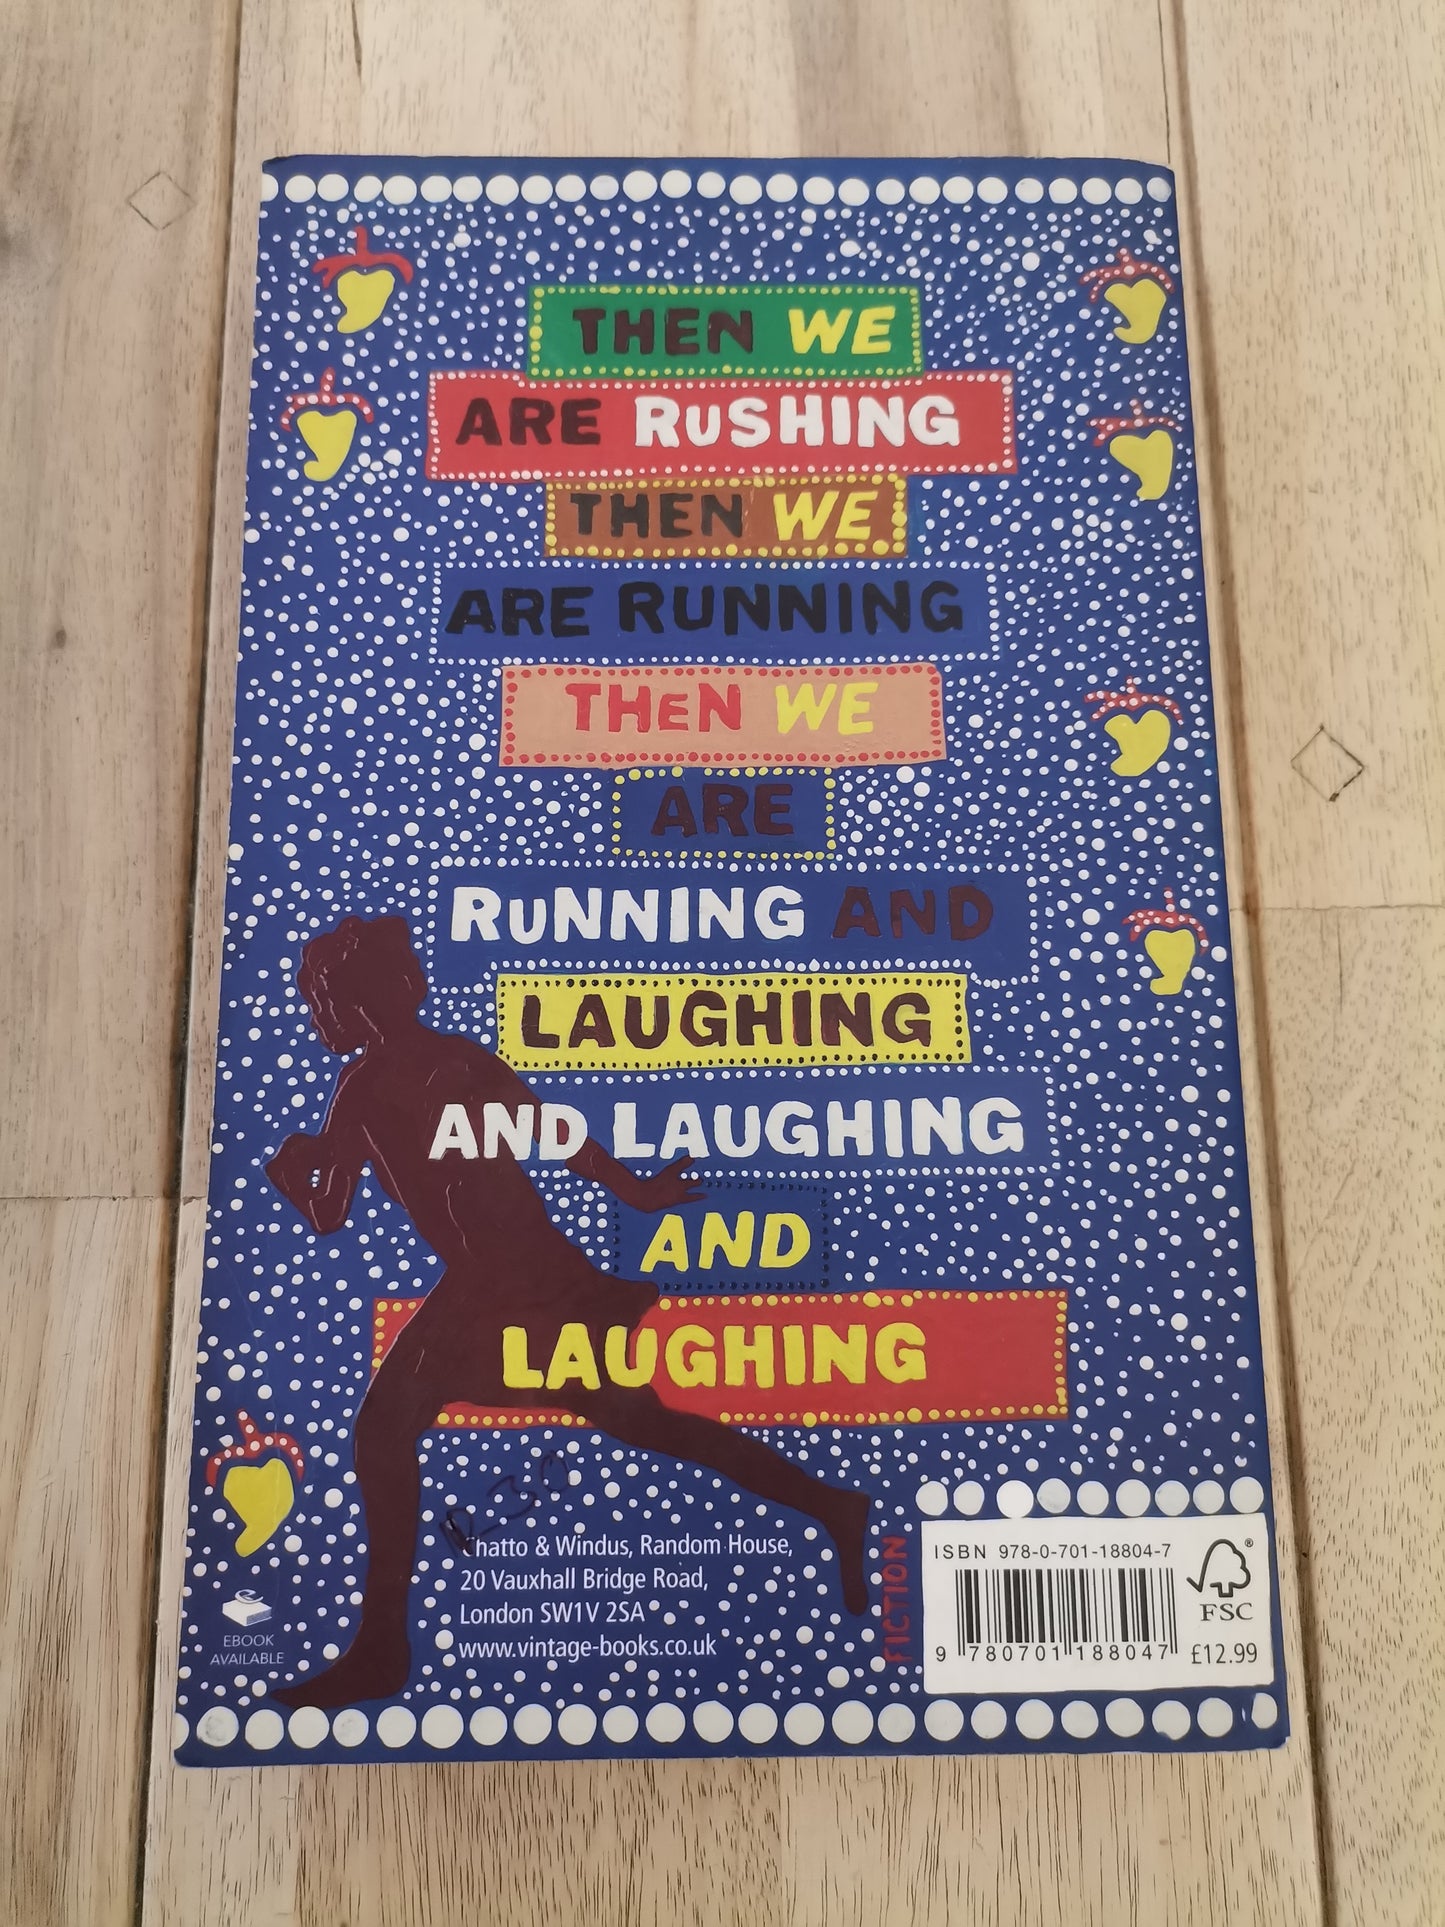 THEN WE
ARE RUSHING
THEN WE
ARE RUNNING
THEN WE
ARE
RUNNING AND
LAUGHING
AND LAUGHING
AND
LAUGHING
Chatto & Windus, Random House,
20 Vauxhall Bridge Road,
London SW1V 2SA
www.vintage-books.co.uk
EBOOK
AVAILABLE
FICTION
ISBN 978-0-701-18804-7
9 780701 188047
FSC
£12.99